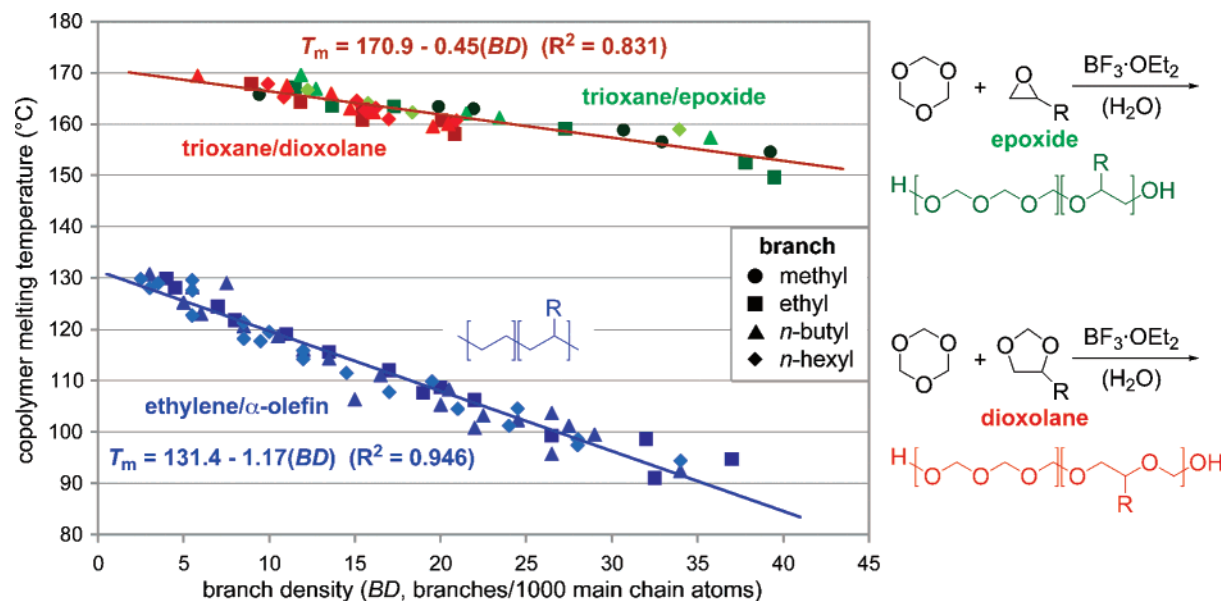 copolymer melting temperature (°C)
180
170
160
150
140
130
120
110
100
90
80
T_m = 170.9 - 0.45(BD) (R² = 0.831)
trioxane/epoxide
trioxane/dioxolane
branch
methyl
ethyl
n-butyl
n-hexyl
R
ethylene/α-olefin
T_m = 131.4 - 1.17(BD) (R² = 0.946)
0 5 10 15 20 25 30 35 40 45
branch density (BD, branches/1000 main chain atoms)
O O O + O R BF₃·OEt₂
(H₂O)
epoxide
R
H O O O O OH
O O O + O O R BF₃·OEt₂
(H₂O)
dioxolane
H O O O O O OH
R